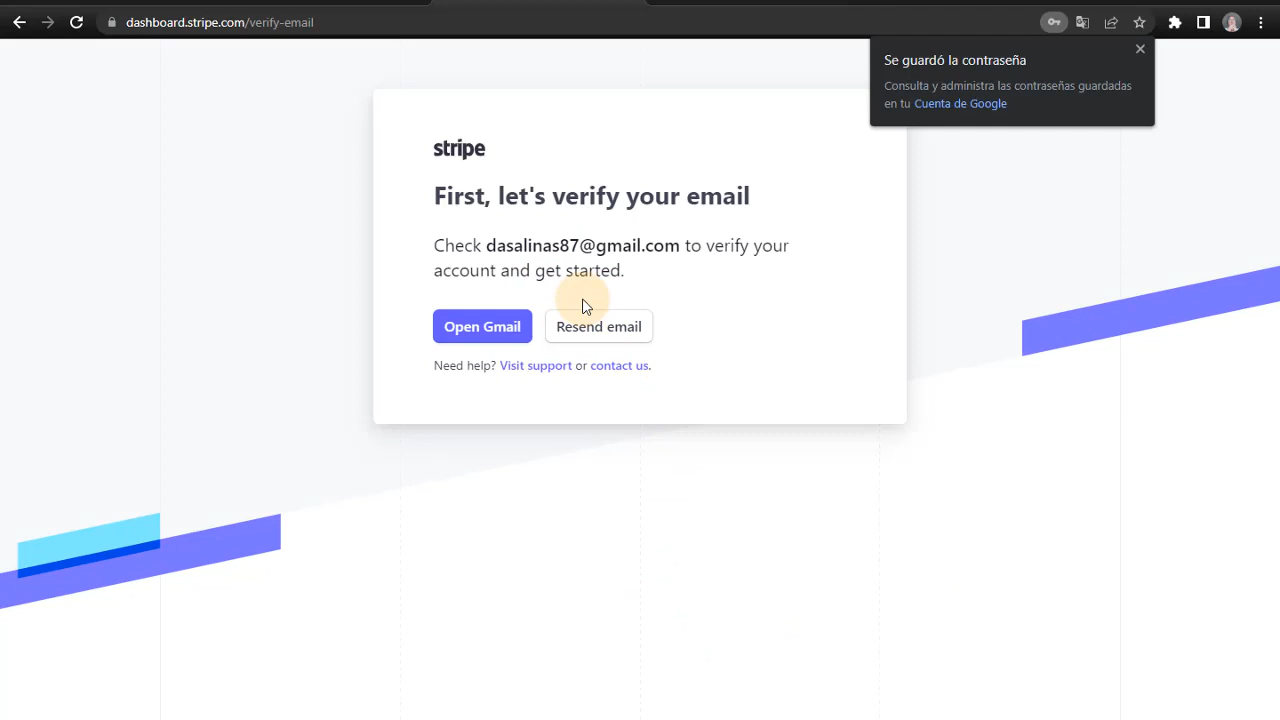 dashboard.stripe.com/verify-email
Se guardó la contraseña
Consulta y administra las contraseñas guardadas
en tu Cuenta de Google
stripe
First, let's verify your email
Check dasalinas87@gmail.com to verify your
account and get started.
Open Gmail
Resend email
Need help? Visit support or contact us.